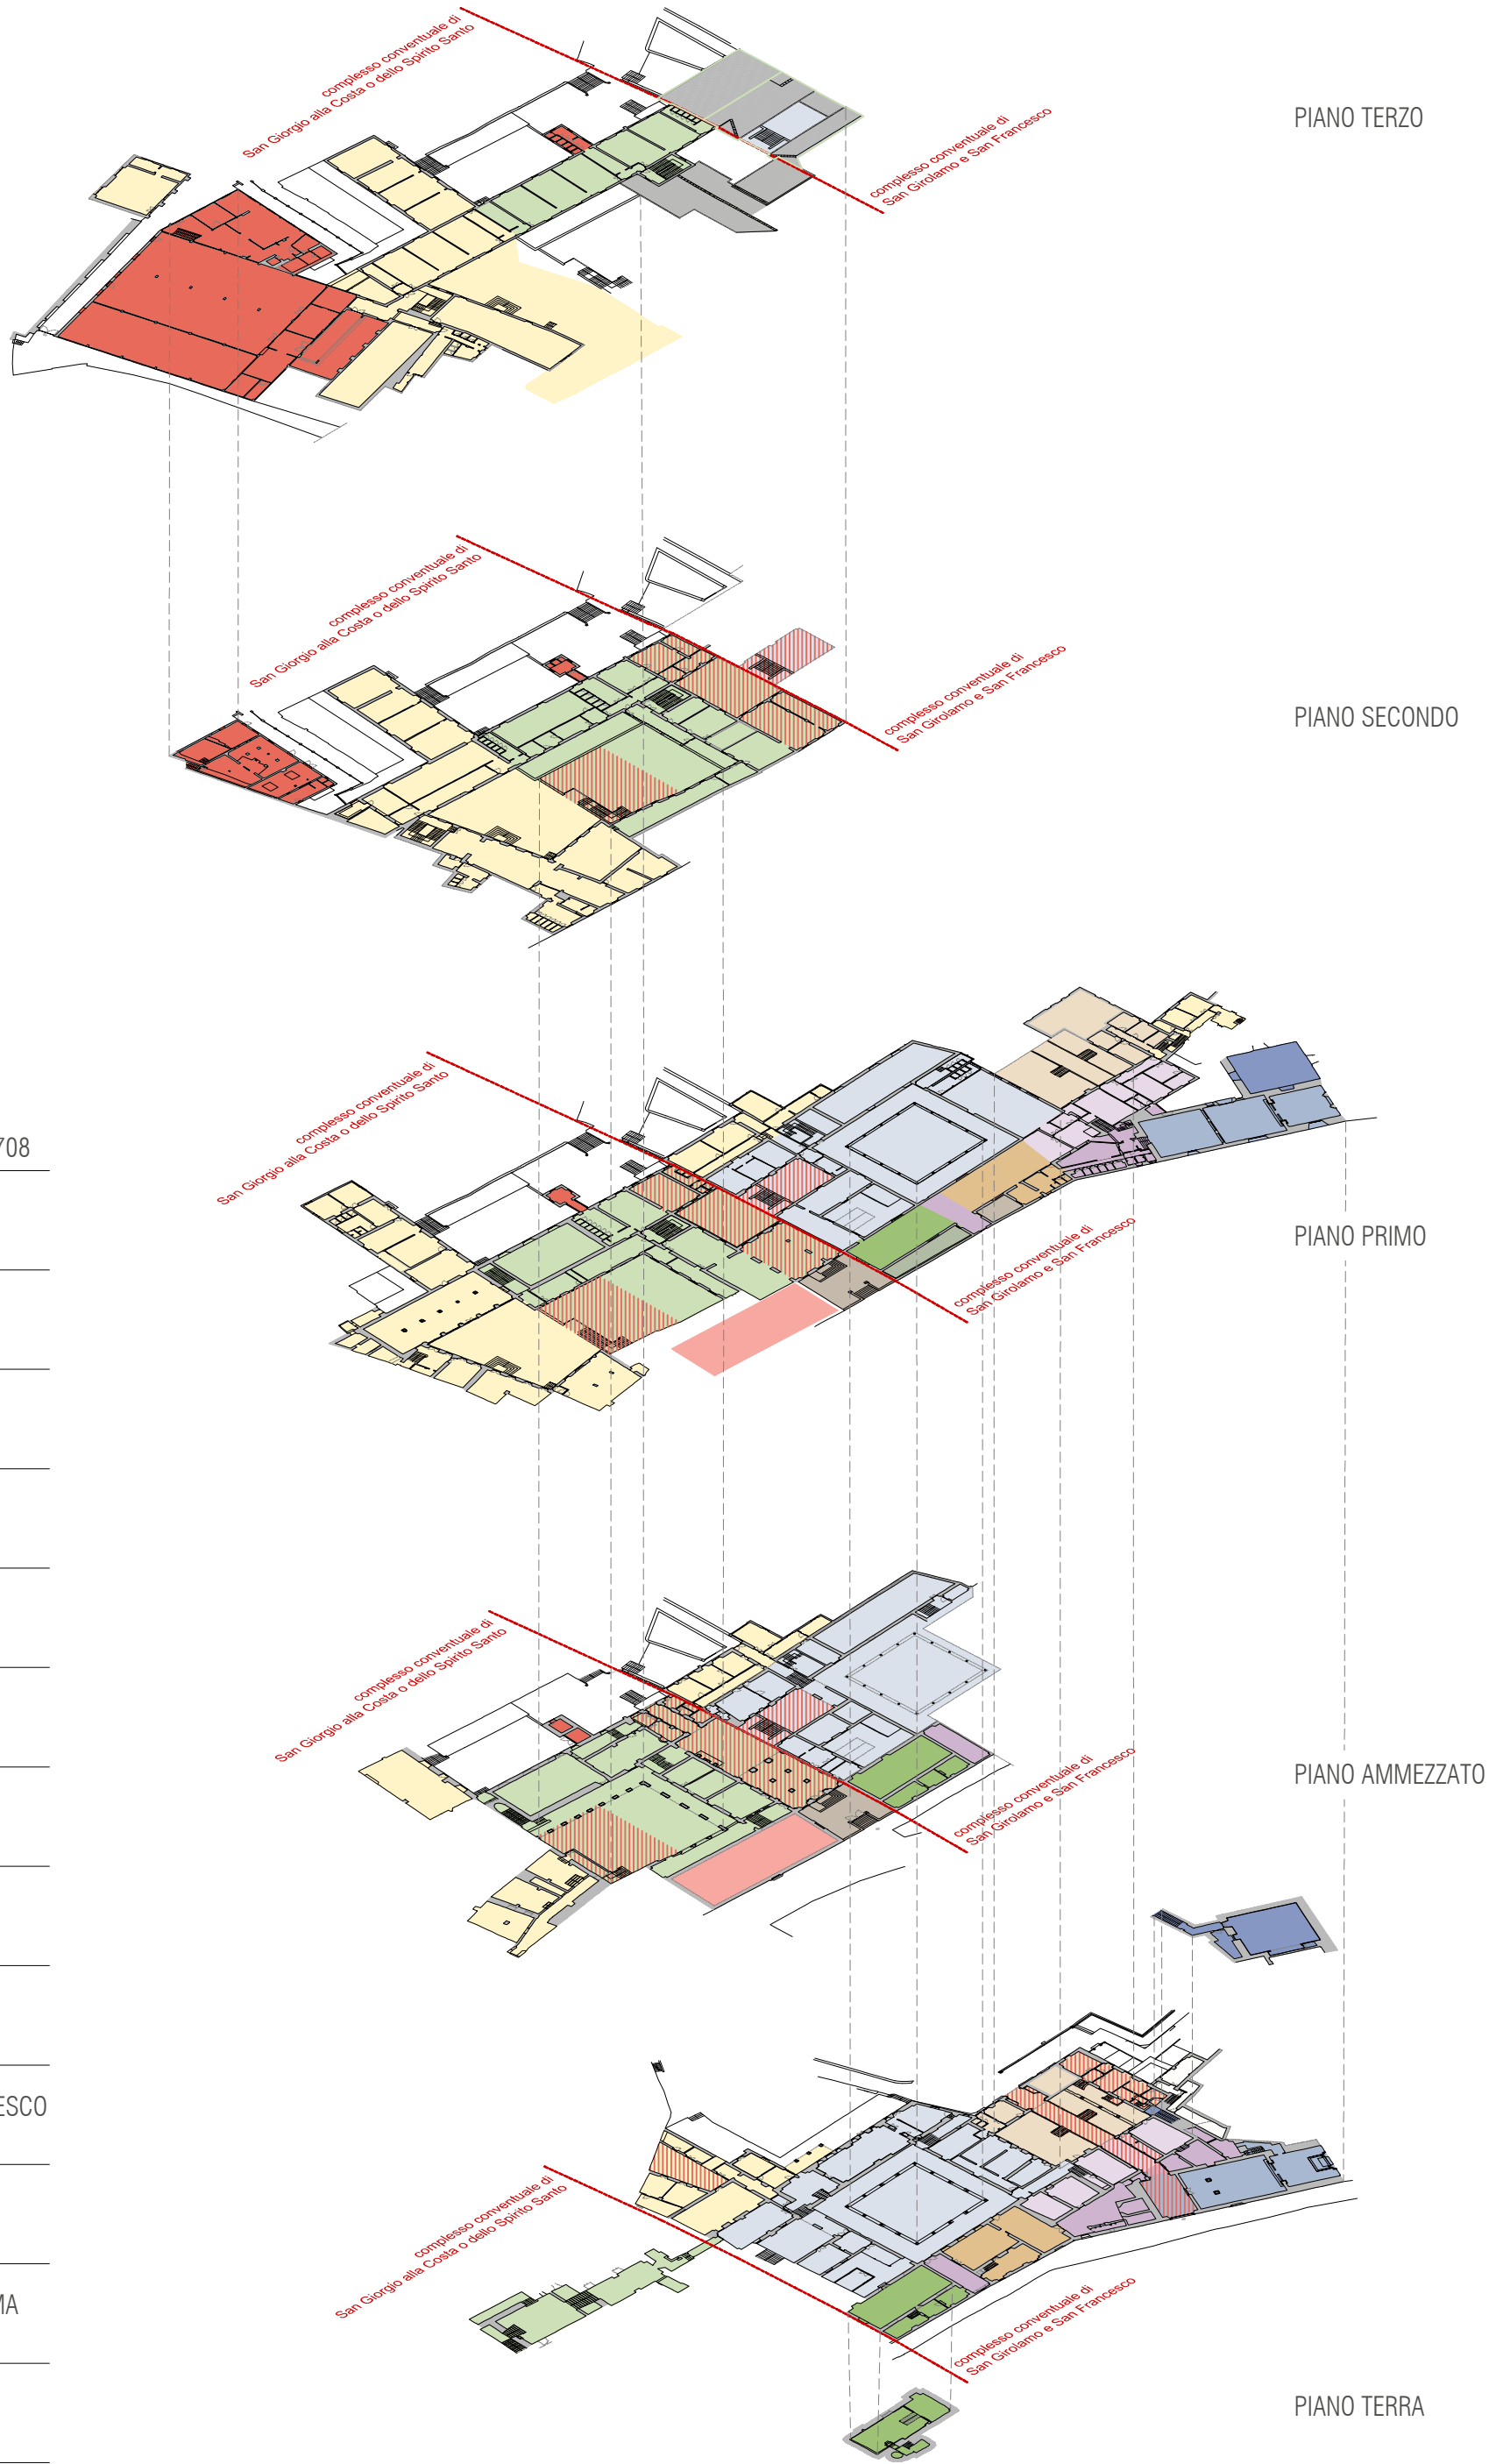 complesso conventuale di
San Giorgio alla Costa o dello Spirito Santo
PIANO TERZO
complesso conventuale di
San Girolamo e San Francesco
complesso conventuale di
San Giorgio alla Costa o dello Spirito Santo
complesso conventuale di
San Girolamo e San Francesco
PIANO SECONDO
complesso conventuale di
San Giorgio alla Costa o dello Spirito Santo
708
PIANO PRIMO
complesso conventuale di
San Girolamo e San Francesco
complesso conventuale di
San Giorgio alla Costa o dello Spirito Santo
PIANO AMMEZZATO
complesso conventuale di
San Girolamo e San Francesco
ESCO
complesso conventuale di
San Giorgio alla Costa o dello Spirito Santo
MA
complesso conventuale di
San Girolamo e San Francesco
PIANO TERRA